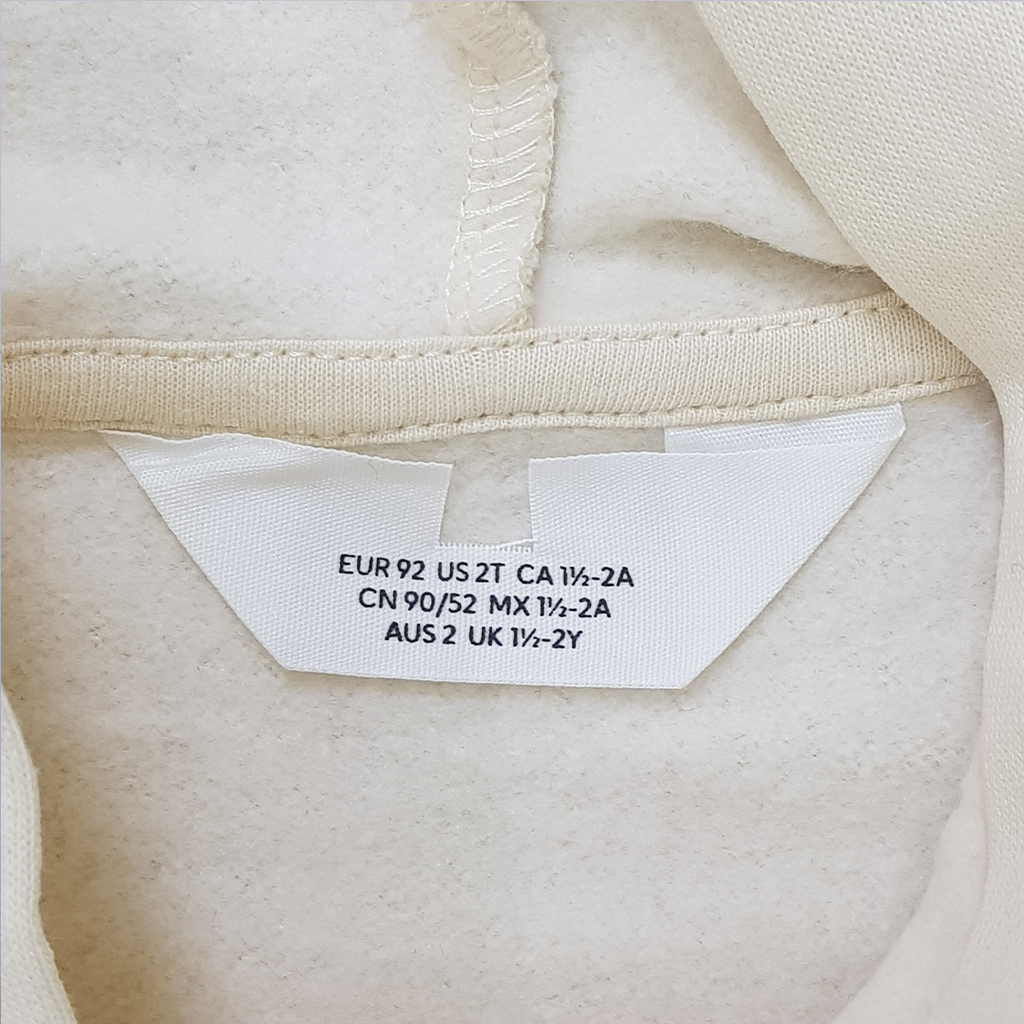 EUR 92 US 2T CA 1½-2A
CN 90/52 MX 1½-2A
AUS 2 UK 1½-2Y